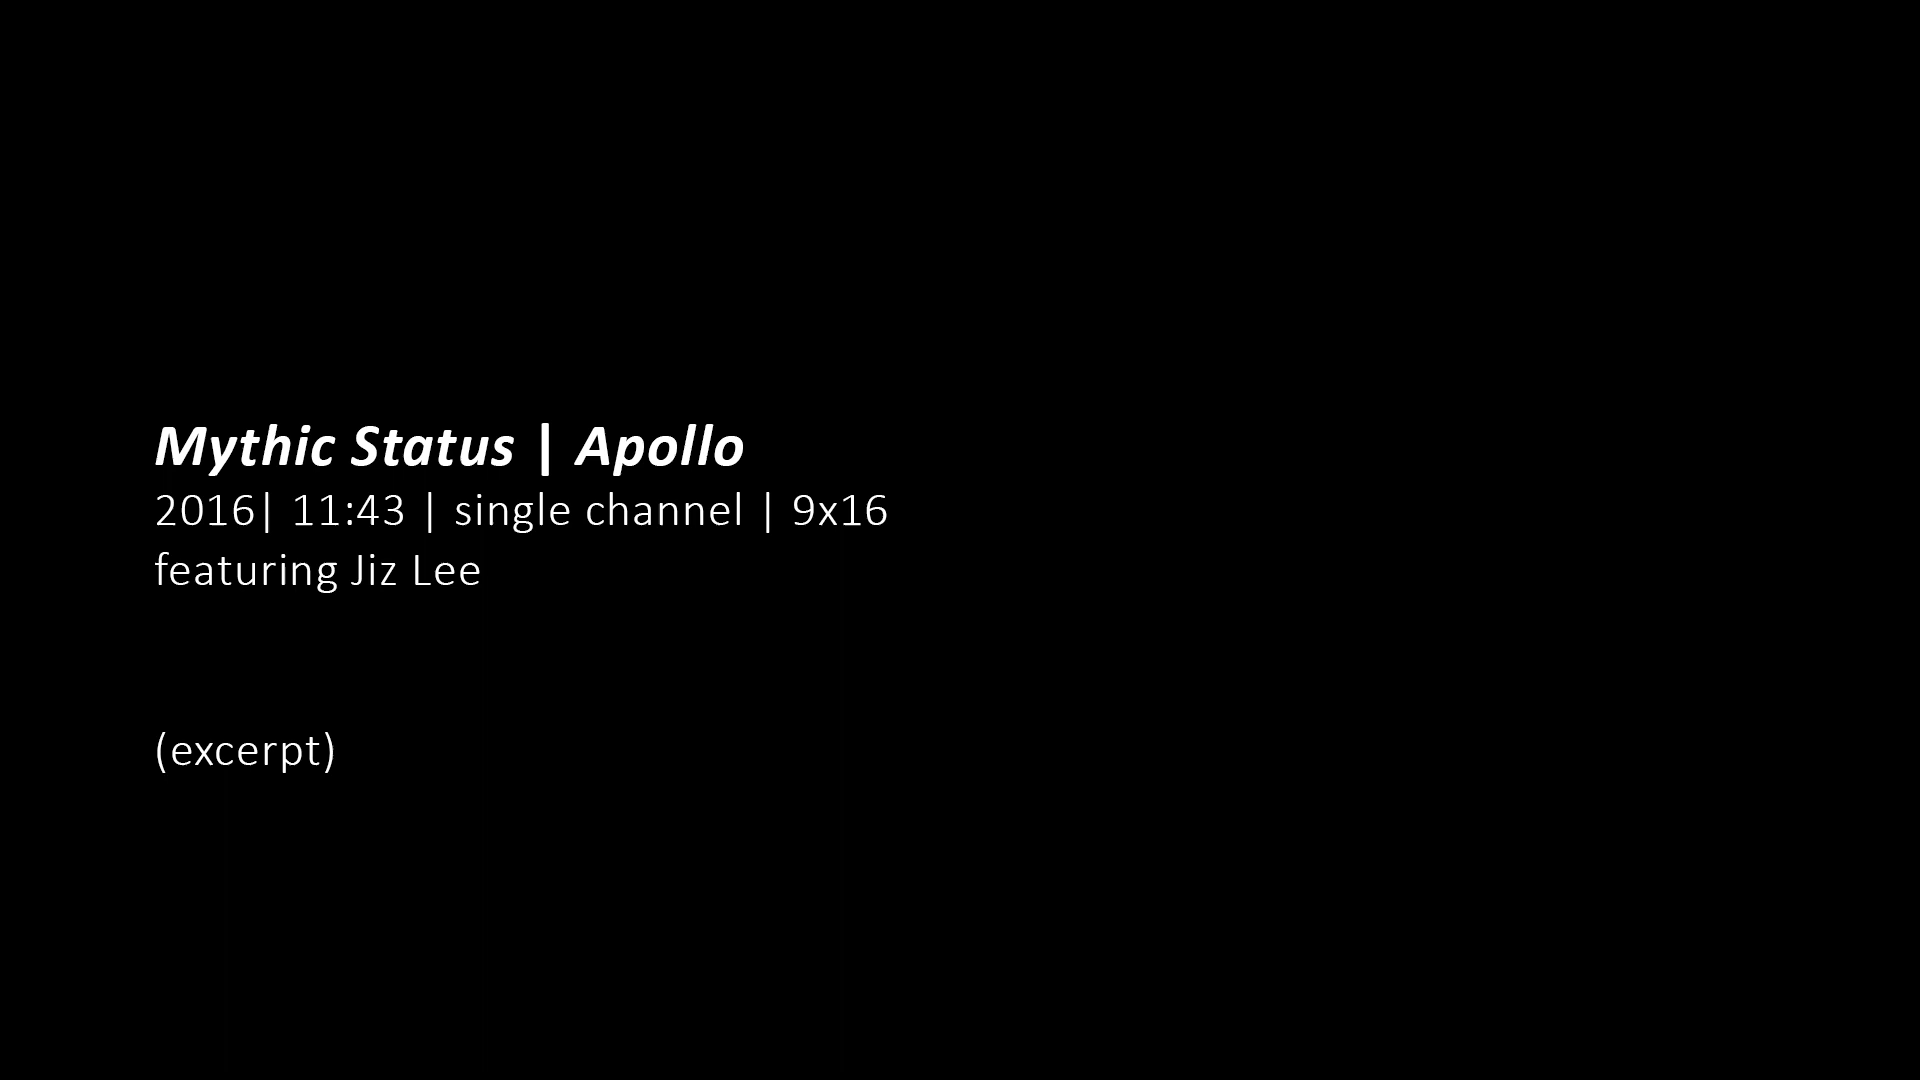 Mythic Status | Apollo
2016| 11:43 | single channel | 9x16
featuring Jiz Lee
(excerpt)